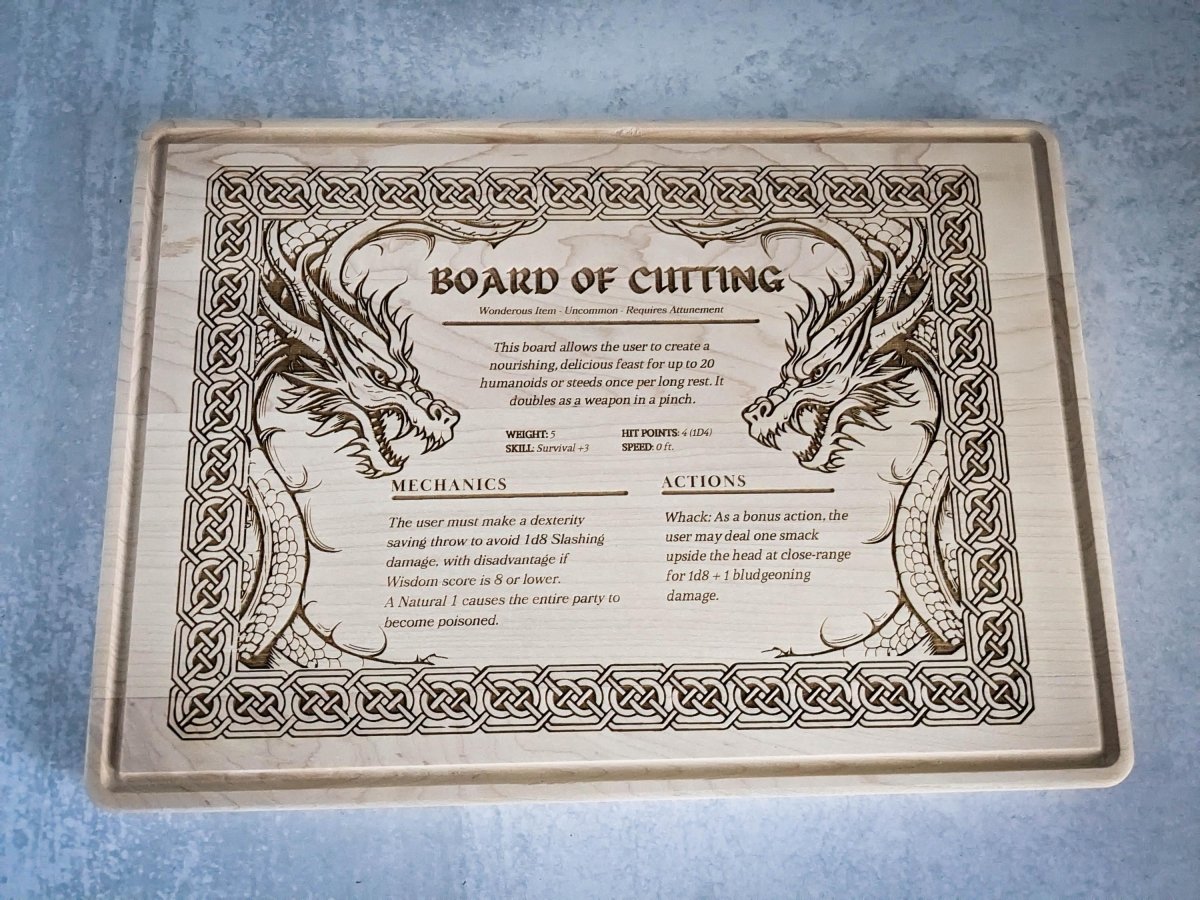 BOARD OF CUTTING
Wonderous Item - Uncommon - Requires Attunement
This board allows the user to create a
nourishing, delicious feast for up to 20
humanoids or steeds once per long rest. It
doubles as a weapon in a pinch.
WEIGHT: 5
SKILL: Survival +3
HIT POINTS: 4 (1D4)
SPEED: 0 ft.
MECHANICS
The user must make a dexterity
saving throw to avoid 1d8 Slashing
damage, with disadvantage if
Wisdom score is 8 or lower.
A Natural 1 causes the entire party to
become poisoned.
ACTIONS
Whack: As a bonus action, the
user may deal one smack
upside the head at close-range
for 1d8 + 1 bludgeoning
damage.